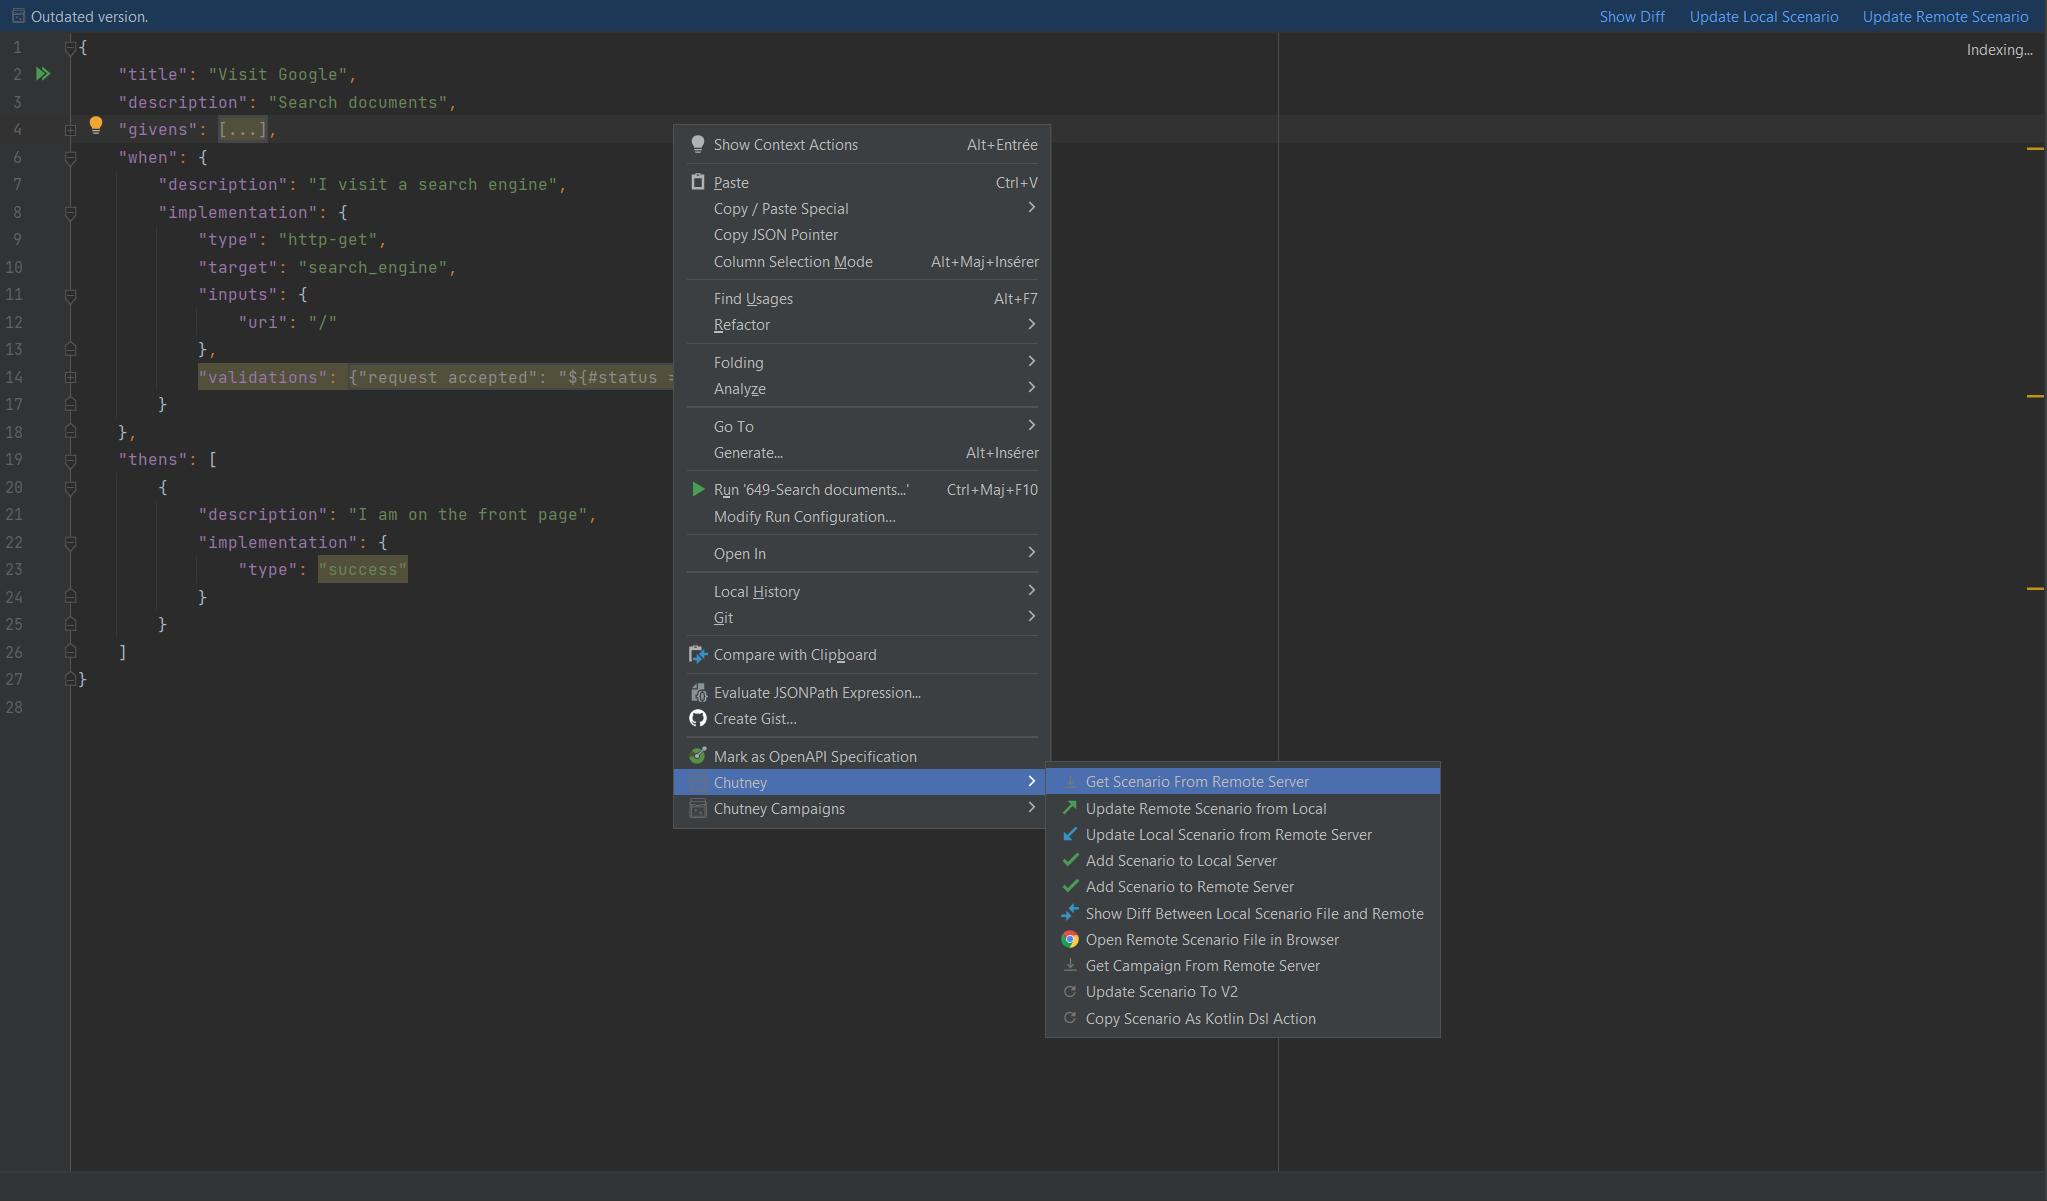 Outdated version.
Show Diff
Update Local Scenario
Update Remote Scenario
Indexing...
1 {
2 "title": "Visit Google",
3 "description": "Search documents",
4 "givens": [...],
6 "when": {
7 "description": "I visit a search engine",
8 "implementation": {
9 "type": "http-get",
10 "target": "search_engine",
11 "inputs": {
12 "uri": "/"
13 },
14 "validations": {"request accepted": "${#status =
17 }
18 },
19 "thens": [
20 {
21 "description": "I am on the front page",
22 "implementation": {
23 "type": "success"
24 }
25 }
26 ]
27 }
28
Show Context Actions Alt+Entrée
Paste Ctrl+V
Copy / Paste Special
Copy JSON Pointer
Column Selection Mode Alt+Maj+Insérer
Find Usages Alt+F7
Refactor
Folding
Analyze
Go To
Generate... Alt+Insérer
Run '649-Search documents...' Ctrl+Maj+F10
Modify Run Configuration...
Open In
Local History
Git
Compare with Clipboard
Evaluate JSONPath Expression...
Create Gist...
Mark as OpenAPI Specification
Chutney
Chutney Campaigns
Get Scenario From Remote Server
Update Remote Scenario from Local
Update Local Scenario from Remote Server
Add Scenario to Local Server
Add Scenario to Remote Server
Show Diff Between Local Scenario File and Remote
Open Remote Scenario File in Browser
Get Campaign From Remote Server
Update Scenario To V2
Copy Scenario As Kotlin Dsl Action